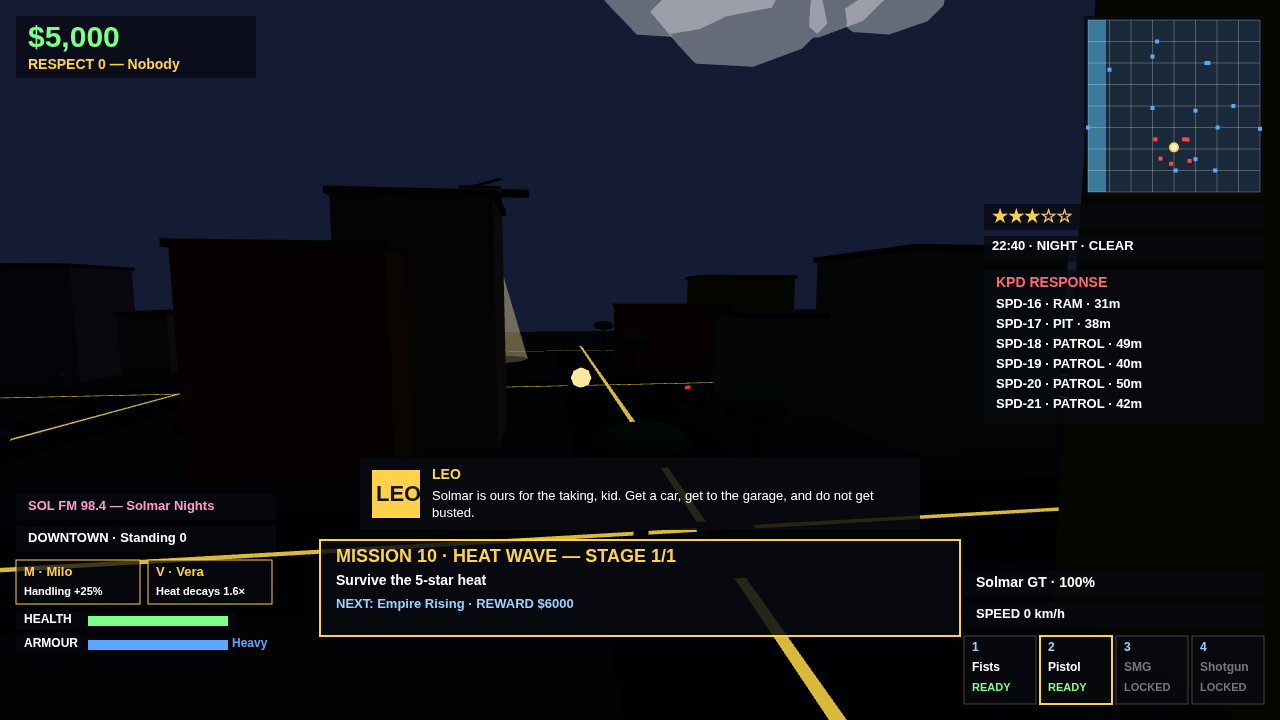 $5,000
RESPECT 0 — Nobody
★★★☆☆
22:40 · NIGHT · CLEAR
KPD RESPONSE
SPD-16 · RAM · 31m
SPD-17 · PIT · 38m
SPD-18 · PATROL · 49m
SPD-19 · PATROL · 40m
SPD-20 · PATROL · 50m
SPD-21 · PATROL · 42m
LEO
LEO
Solmar is ours for the taking, kid. Get a car, get to the garage, and do not get
busted.
SOL FM 98.4 — Solmar Nights
DOWNTOWN · Standing 0
M · Milo
Handling +25%
V · Vera
Heat decays 1.6×
HEALTH
ARMOUR
Heavy
MISSION 10 · HEAT WAVE — STAGE 1/1
Survive the 5-star heat
NEXT: Empire Rising · REWARD $6000
Solmar GT · 100%
SPEED 0 km/h
1
Fists
READY
2
Pistol
READY
3
SMG
LOCKED
4
Shotgun
LOCKED